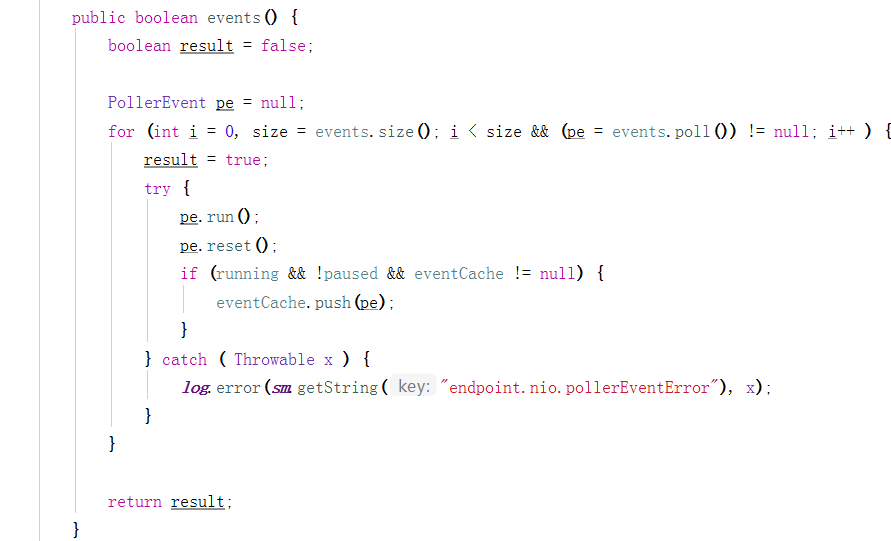 public boolean events() {
boolean result = false;
PollerEvent pe = null;
for (int i = 0, size = events.size(); i < size && (pe = events.poll()) != null; i++ ) {
result = true;
try {
pe.run();
pe.reset();
if (running && !paused && eventCache != null) {
eventCache.push(pe);
}
} catch ( Throwable x ) {
log.error(sm.getString( key: "endpoint.nio.pollerEventError"), x);
}
}
return result;
}